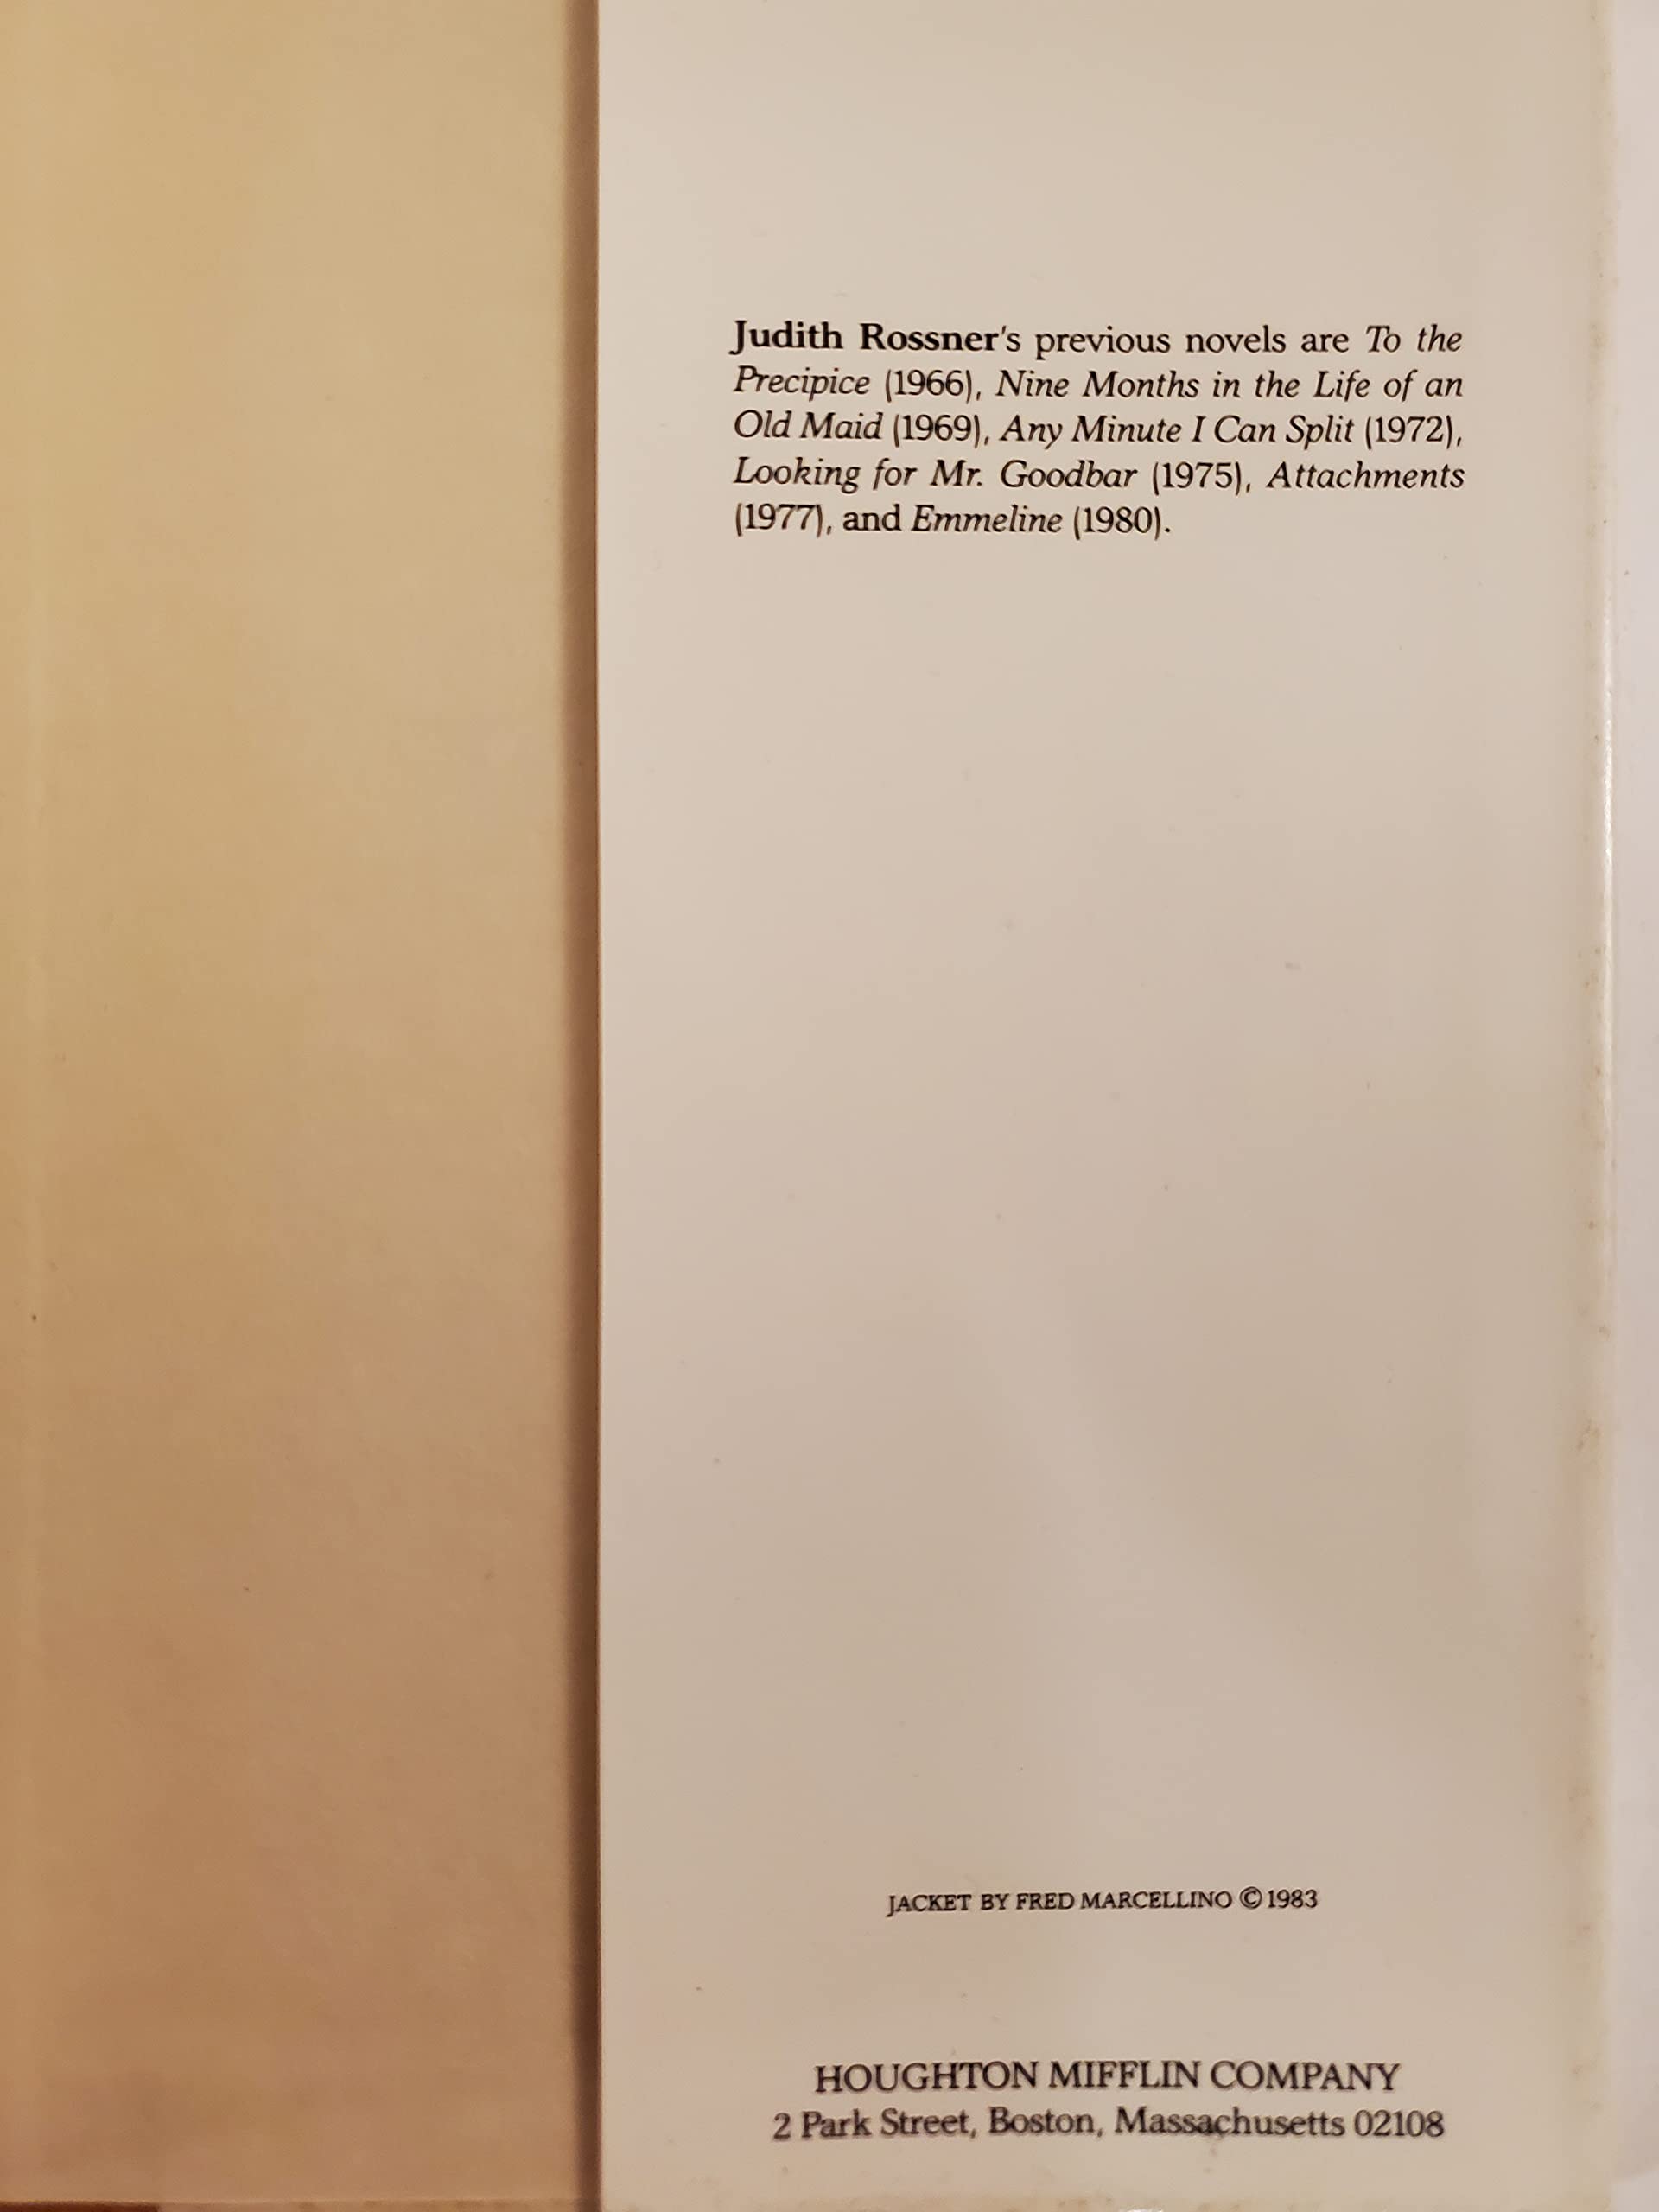 Judith Rossner's previous novels are To the
Precipice (1966), Nine Months in the Life of an
Old Maid (1969), Any Minute I Can Split (1972),
Looking for Mr. Goodbar (1975), Attachments
(1977), and Emmeline (1980).
JACKET BY FRED MARCELLINO © 1983
HOUGHTON MIFFLIN COMPANY
2 Park Street, Boston, Massachusetts 02108